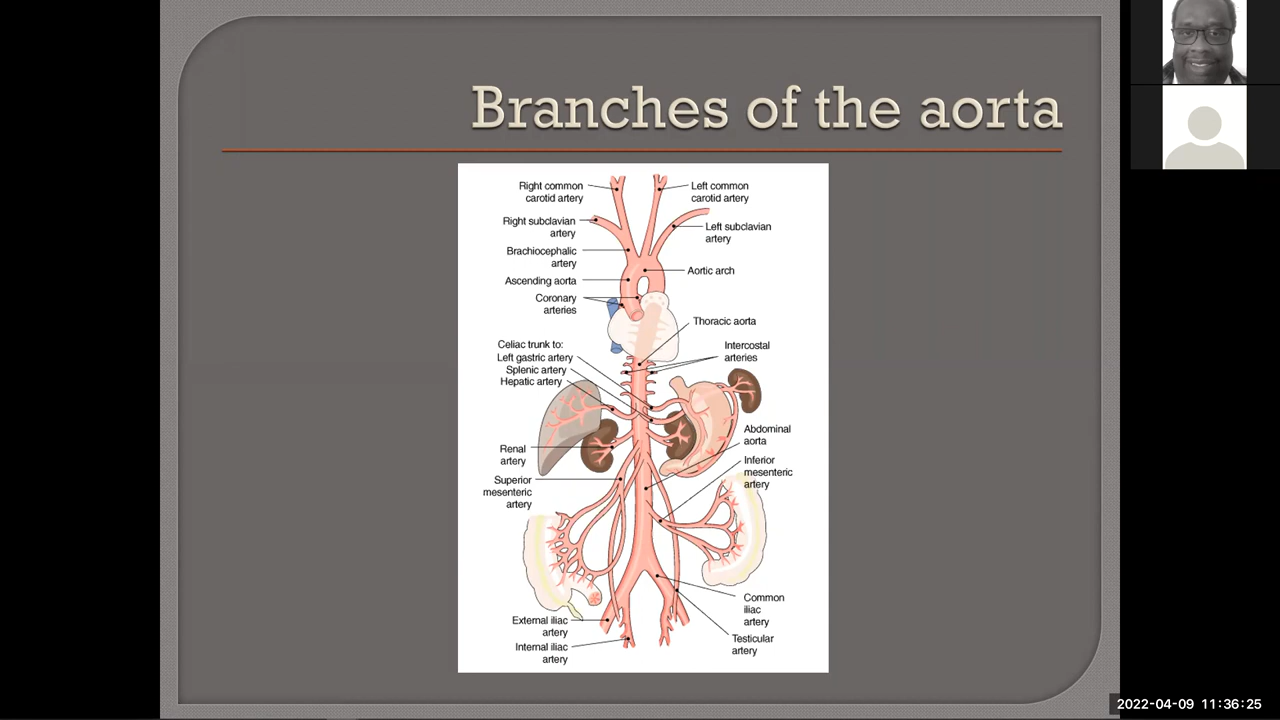 Branches of the aorta
Right common
carotid artery
Left common
carotid artery
Right subclavian
artery
Left subclavian
artery
Brachiocephalic
artery
Aortic arch
Ascending aorta
Coronary
arteries
Thoracic aorta
Celiac trunk to:
Left gastric artery
Splenic artery
Hepatic artery
Intercostal
arteries
Abdominal
aorta
Renal
artery
Inferior
mesenteric
artery
Superior
mesenteric
artery
Common
iliac
artery
External iliac
artery
Testicular
artery
Internal iliac
artery
2022-04-09 11:36:25